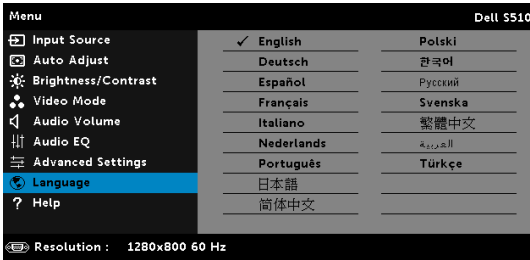 Menu Dell S510
Input Source
Auto Adjust
Brightness/Contrast
Video Mode
Audio Volume
Audio EQ
Advanced Settings
Language
Help
✓ English Polski
Deutsch 한국어
Español Русский
Français Svenska
Italiano 繁體中文
Nederlands العربية
Português Türkçe
日本語
简体中文
Resolution : 1280x800 60 Hz